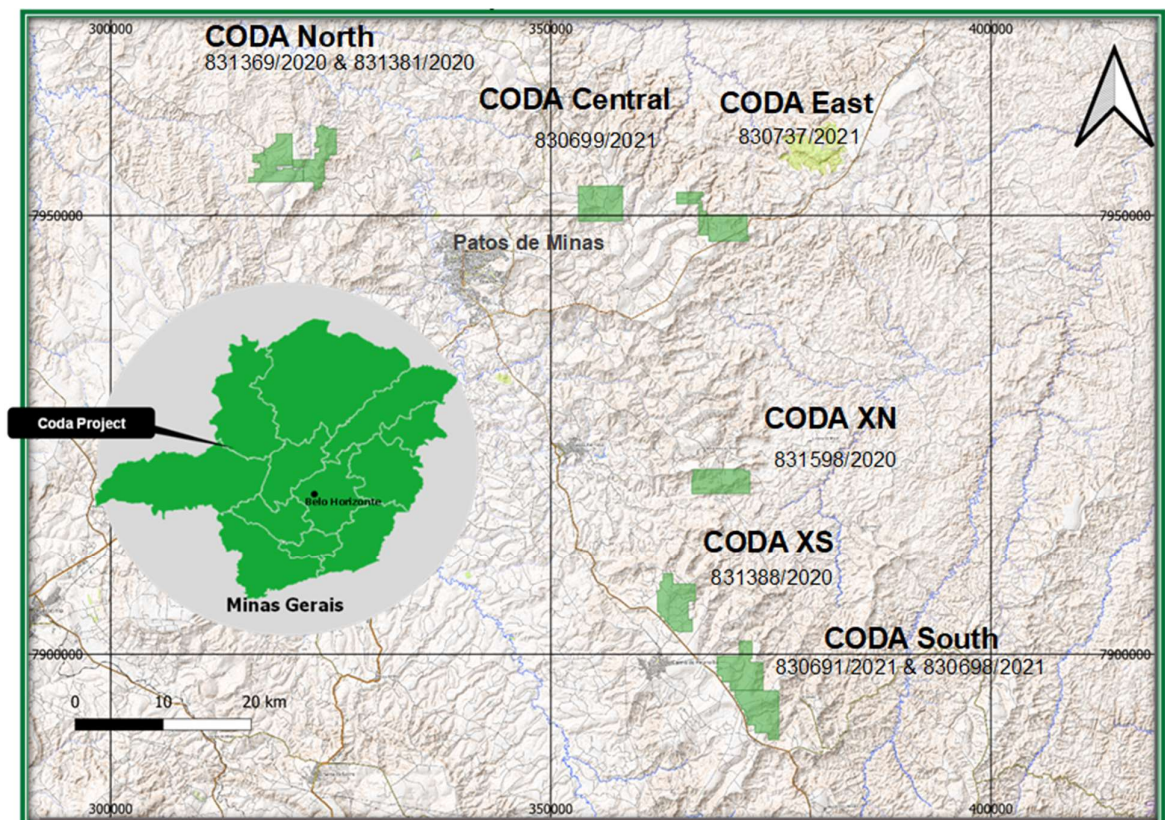 300000
350000
400000
CODA North
831369/2020 & 831381/2020
CODA Central
830699/2021
CODA East
830737/2021
7950000
7950000
Patos de Minas
Coda Project
Belo Horizonte
Minas Gerais
CODA XN
831598/2020
CODA XS
831388/2020
CODA South
830691/2021 & 830698/2021
7900000
7900000
0 10 20 km
300000
350000
400000